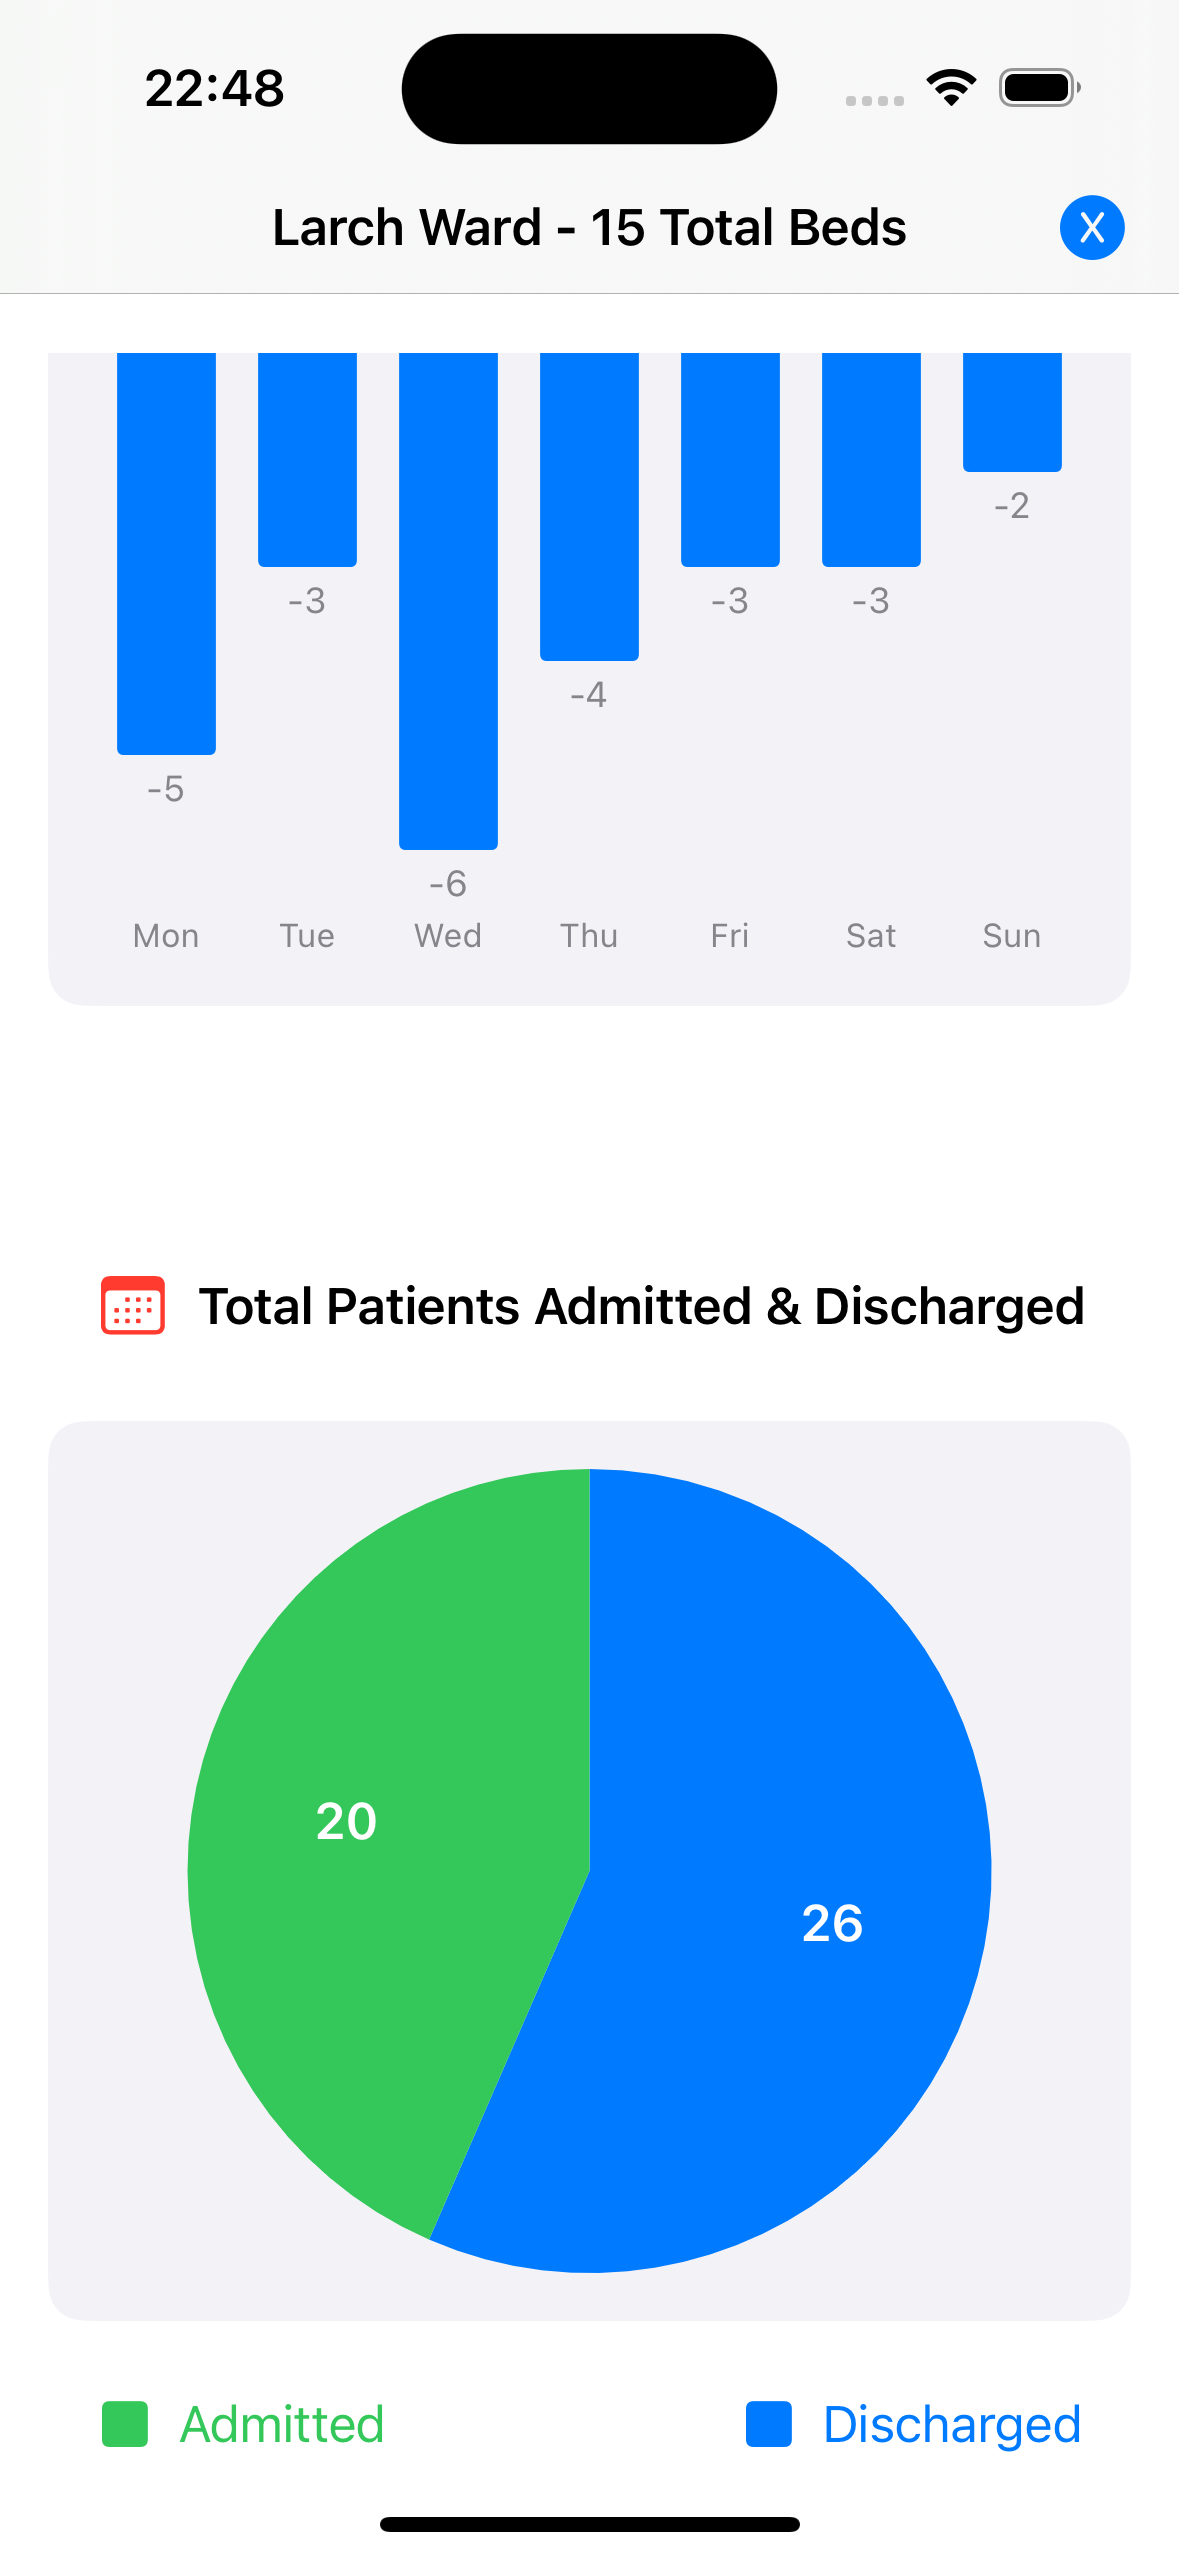 22:48
Larch Ward - 15 Total Beds
X
-2
-3 -3 -3
-4
-5
-6
Mon Tue Wed Thu Fri Sat Sun
Total Patients Admitted & Discharged
20
26
Admitted Discharged